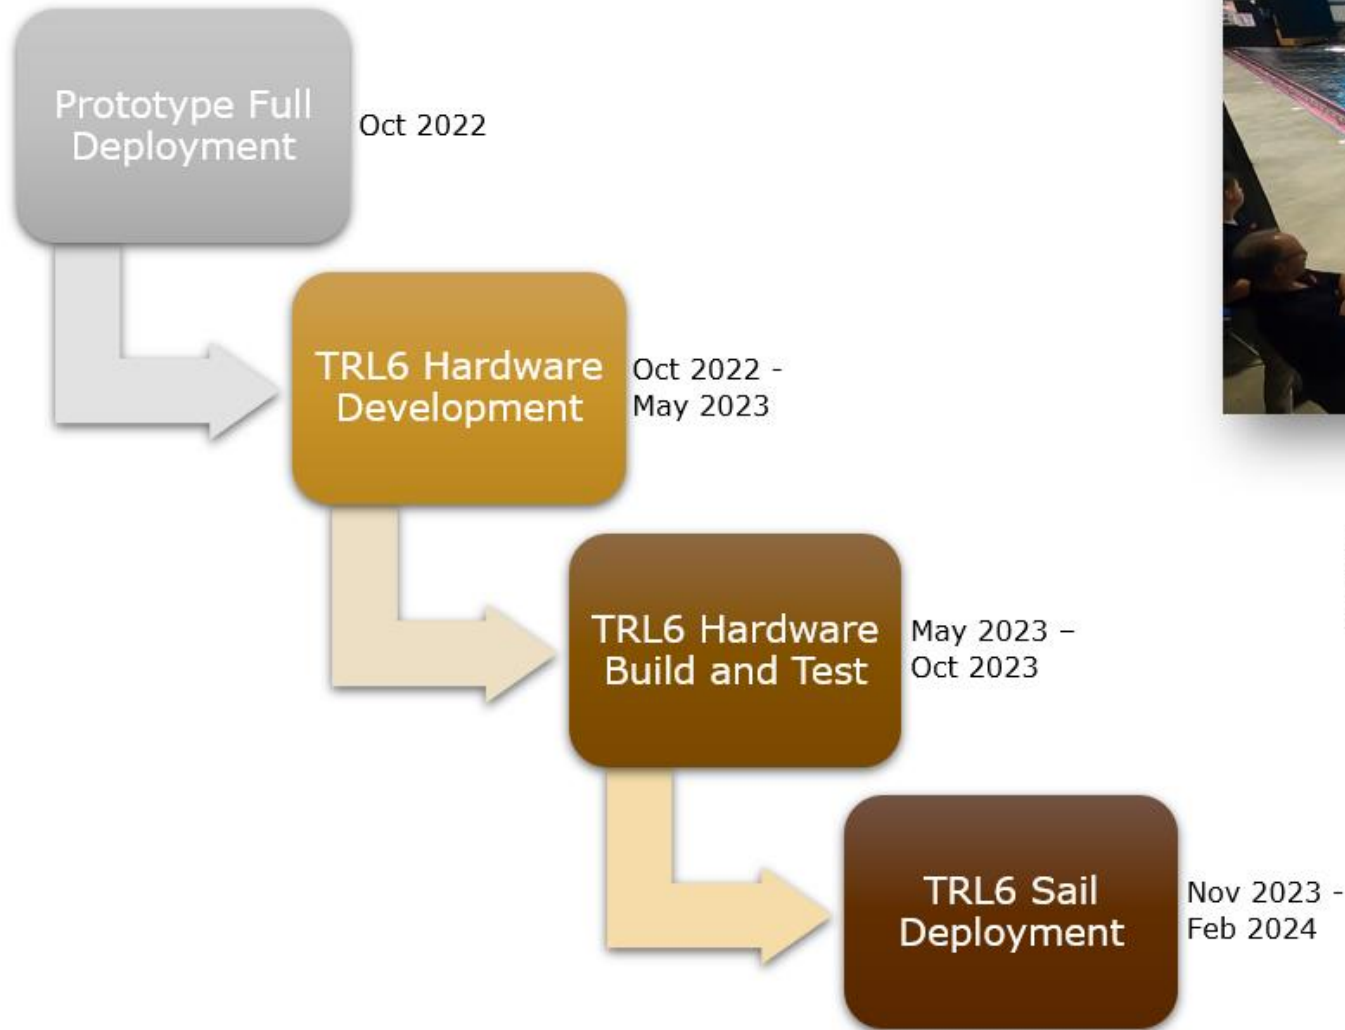 Prototype Full
Deployment
Oct 2022
TRL6 Hardware
Development
Oct 2022 -
May 2023
TRL6 Hardware
Build and Test
May 2023 –
Oct 2023
TRL6 Sail
Deployment
Nov 2023 -
Feb 2024